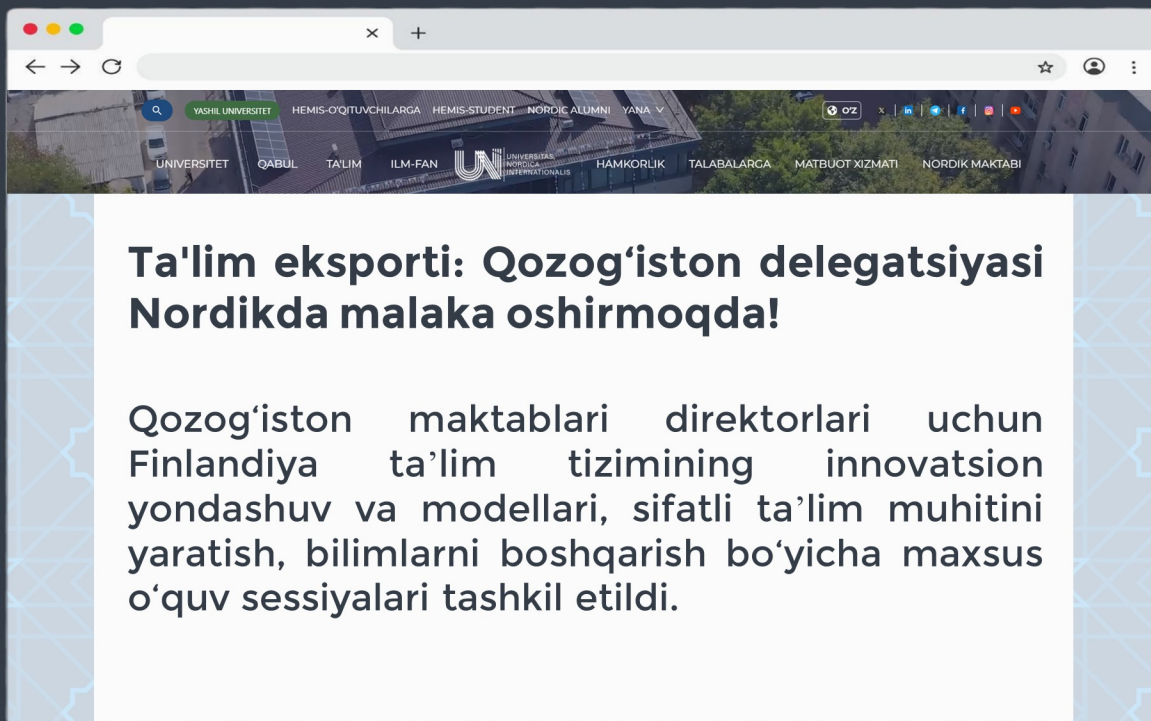 YASHIL UNIVERSITET HEMIS-O'QITUVCHILARGA HEMIS-STUDENT NORDIC ALUMNI YANA O'Z
UNIVERSITET QABUL TA'LIM ILM-FAN UNI UNIVERSITAS NORDICA INTERNATIONALIS HAMKORLIK TALABALARGA MATBUOT XIZMATI NORDIK MAKTABI
Ta'lim eksporti: Qozog‘iston delegatsiyasi
Nordikda malaka oshirmoqda!
Qozog‘iston maktablari direktorlari uchun
Finlandiya ta’lim tizimining innovatsion
yondashuv va modellari, sifatli ta’lim muhitini
yaratish, bilimlarni boshqarish bo‘yicha maxsus
o‘quv sessiyalari tashkil etildi.